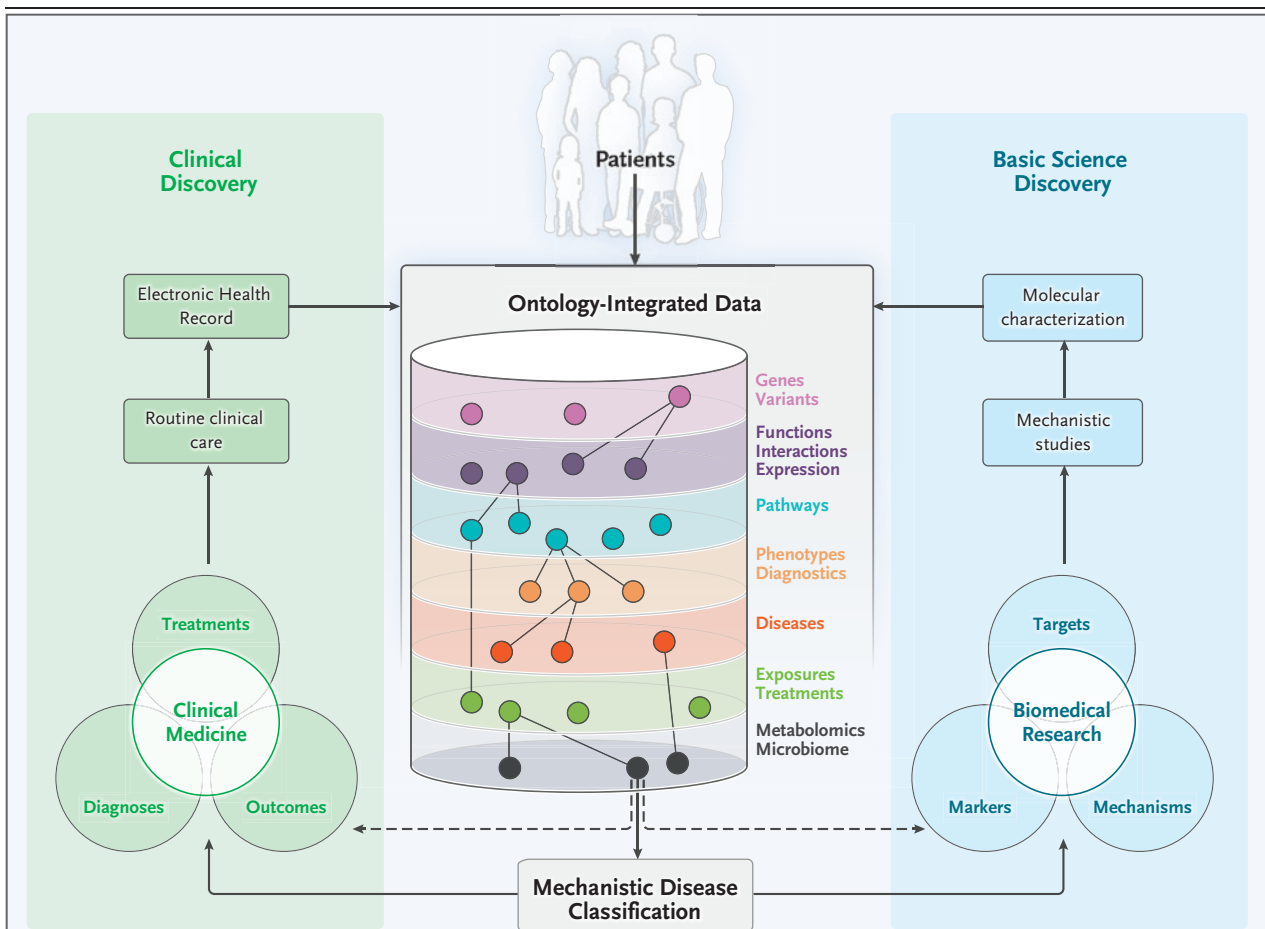 Patients
Clinical
Discovery
Basic Science
Discovery
Electronic Health
Record
Ontology-Integrated Data
Molecular
characterization
Genes
Variants
Routine clinical
care
Functions
Interactions
Expression
Mechanistic
studies
Pathways
Phenotypes
Diagnostics
Diseases
Exposures
Treatments
Metabolomics
Microbiome
Treatments
Clinical
Medicine
Diagnoses
Outcomes
Targets
Biomedical
Research
Markers
Mechanisms
Mechanistic Disease
Classification